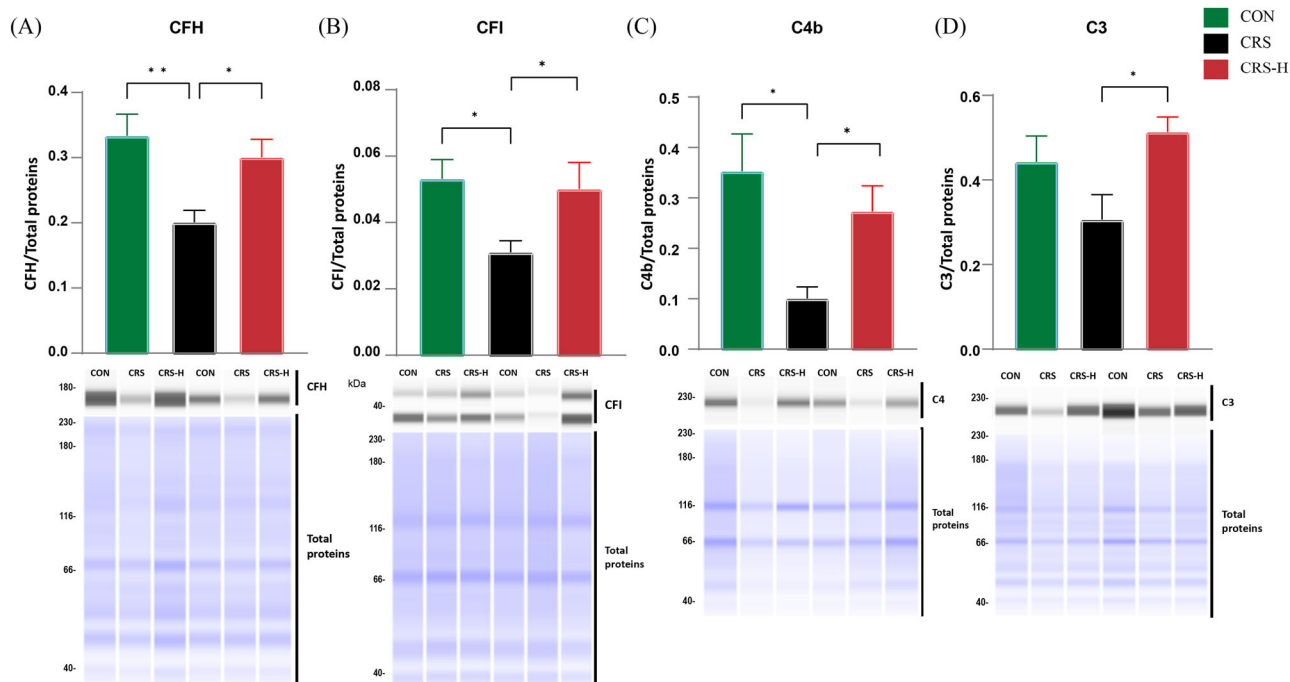 (A) CFH
(B) CFI
(C) C4b
(D) C3
CON
CRS
CRS-H
CFH/Total proteins
0.4
0.3
0.2
0.1
0.0
* *
*
CFI/Total proteins
0.08
0.06
0.04
0.02
0.00
*
*
C4b/Total proteins
0.5
0.4
0.3
0.2
0.1
0.0
*
*
C3/Total proteins
0.6
0.4
0.2
0.0
*
CON CRS CRS-H CON CRS CRS-H
180-
CFH
230-
180-
116-
66-
40-
Total
proteins
CON CRS CRS-H CON CRS CRS-H
kDa
40-
CFI
230-
180-
116-
66-
40-
Total
proteins
CON CRS CRS-H CON CRS CRS-H
230-
C4
230-
180-
116-
66-
40-
Total
proteins
CON CRS CRS-H CON CRS CRS-H
230-
C3
230-
180-
116-
66-
40-
Total
proteins